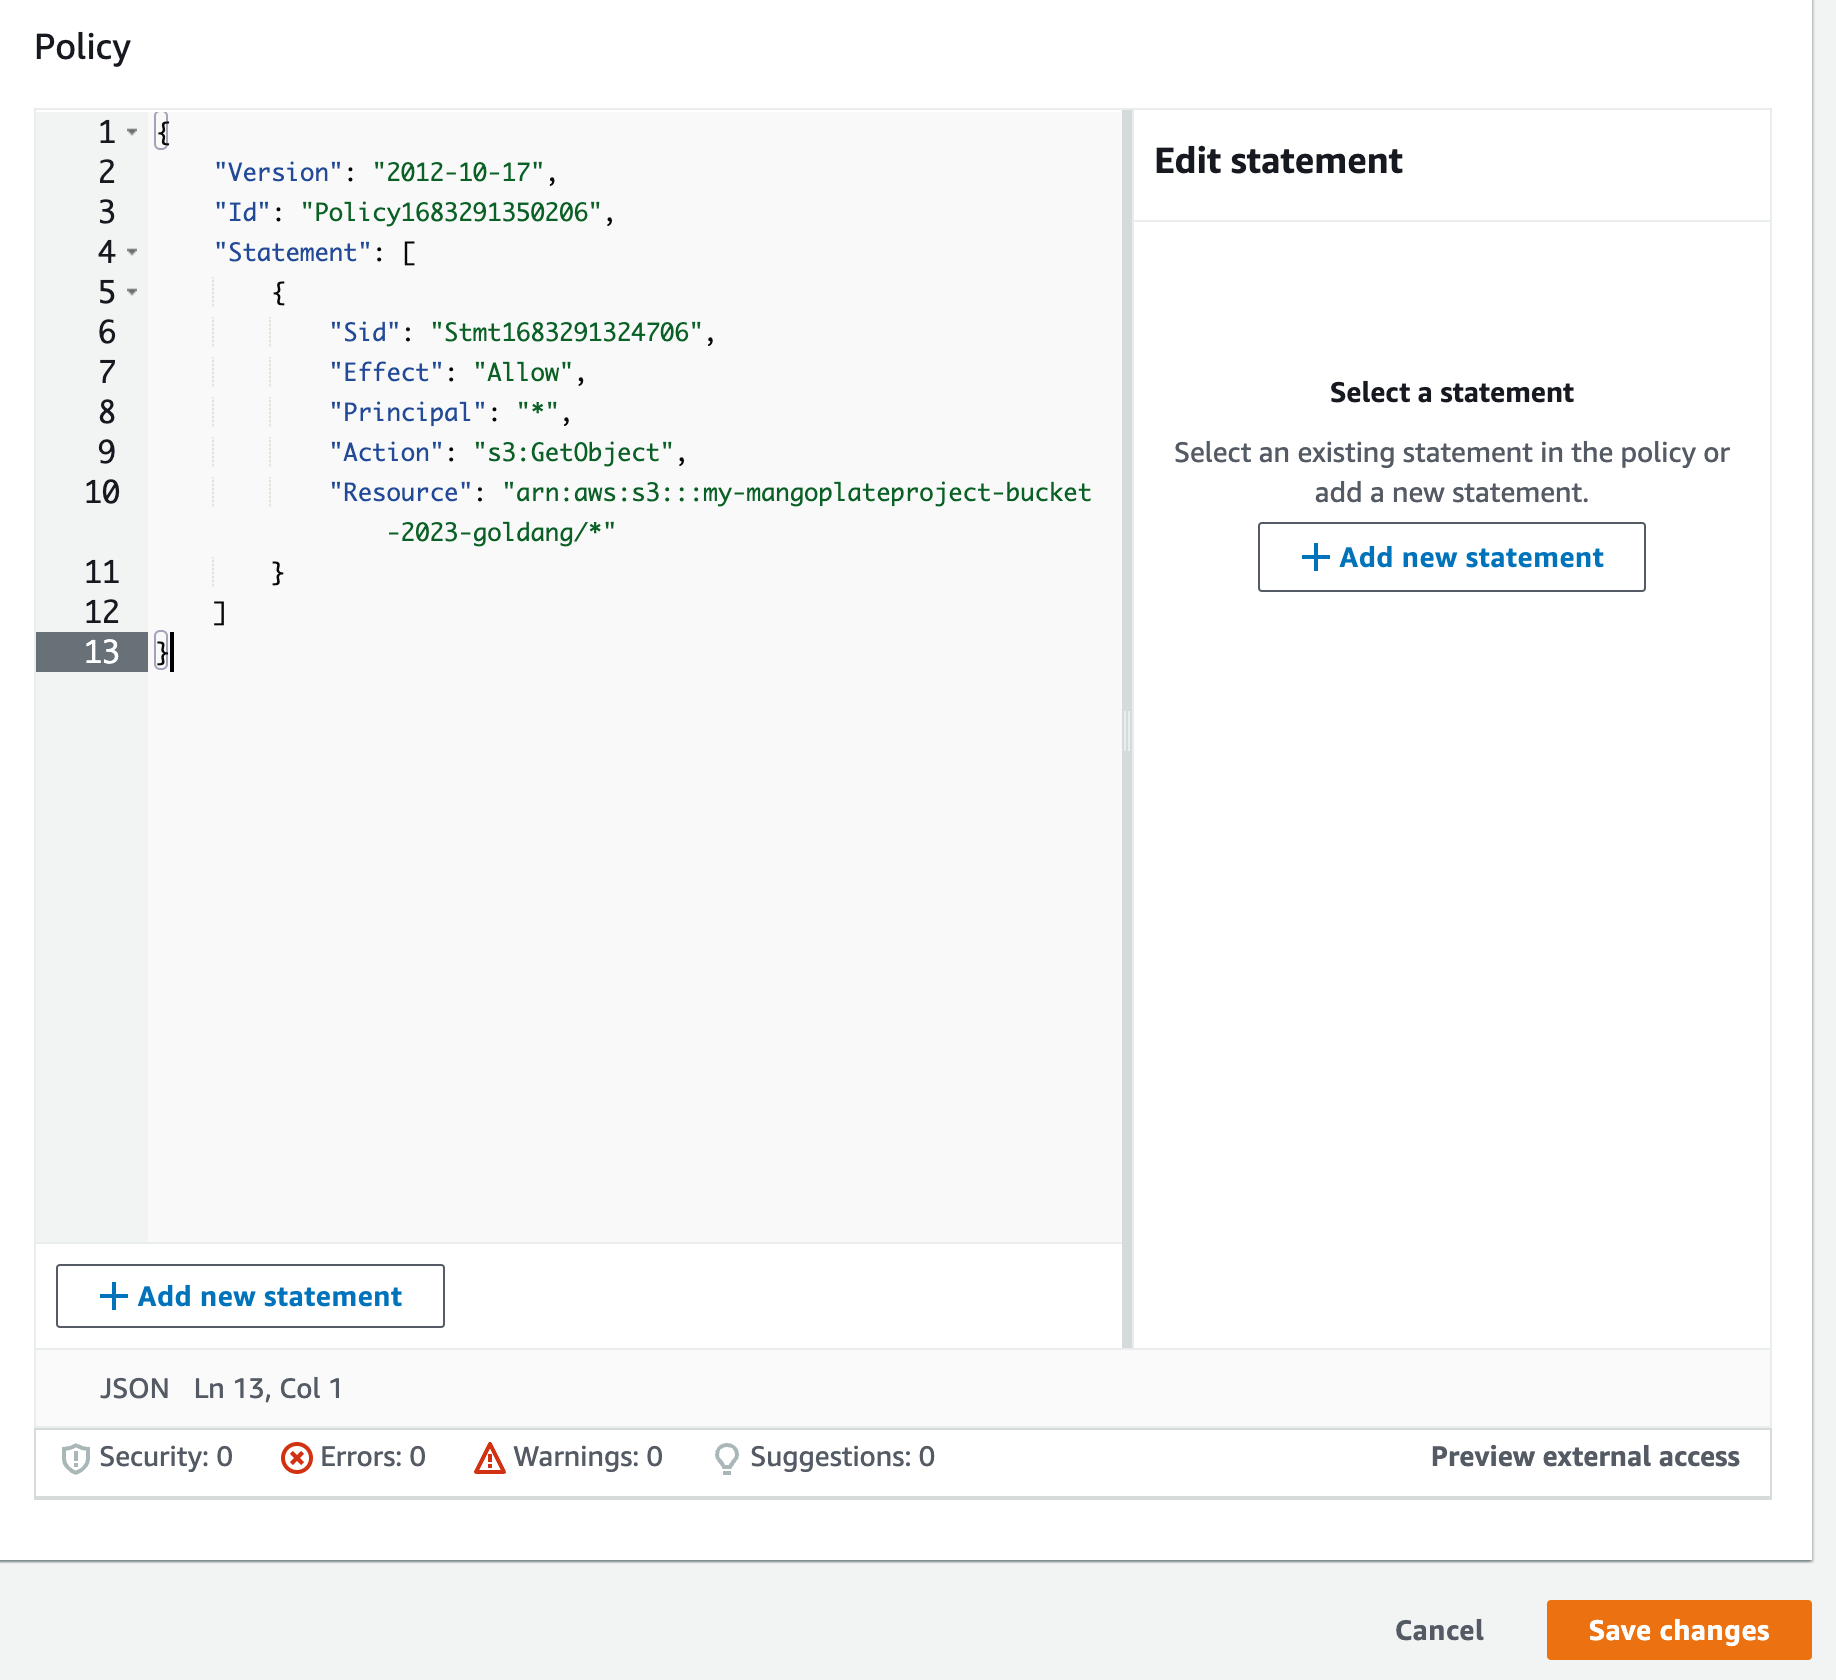 Policy
1 {
2 "Version": "2012-10-17",
3 "Id": "Policy1683291350206",
4 "Statement": [
5 {
6 "Sid": "Stmt1683291324706",
7 "Effect": "Allow",
8 "Principal": "*",
9 "Action": "s3:GetObject",
10 "Resource": "arn:aws:s3:::my-mangoplateproject-bucket
-2023-goldang/*"
11 }
12 ]
13 }
+ Add new statement
Edit statement
Select a statement
Select an existing statement in the policy or
add a new statement.
+ Add new statement
JSON Ln 13, Col 1
Security: 0 Errors: 0 Warnings: 0 Suggestions: 0 Preview external access
Cancel Save changes